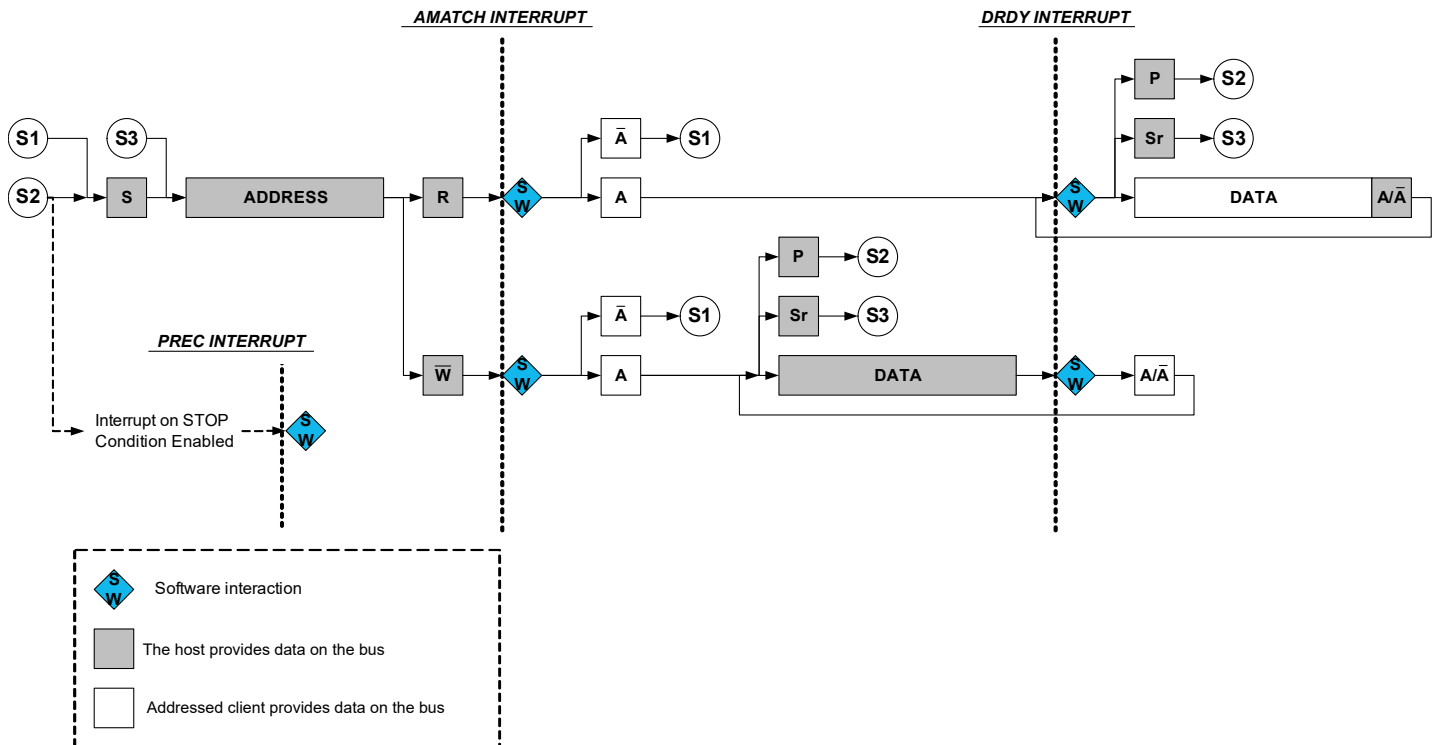 AMATCH INTERRUPT
DRDY INTERRUPT
P
S2
S1
S3
A̅
S1
Sr
S3
S2
S
ADDRESS
R
S
W
A
S
W
DATA
A/A̅
P
S2
A̅
S1
Sr
S3
PREC INTERRUPT
W̅
S
W
A
DATA
S
W
A/A̅
Interrupt on STOP
Condition Enabled
S
W
S
W
Software interaction
The host provides data on the bus
Addressed client provides data on the bus